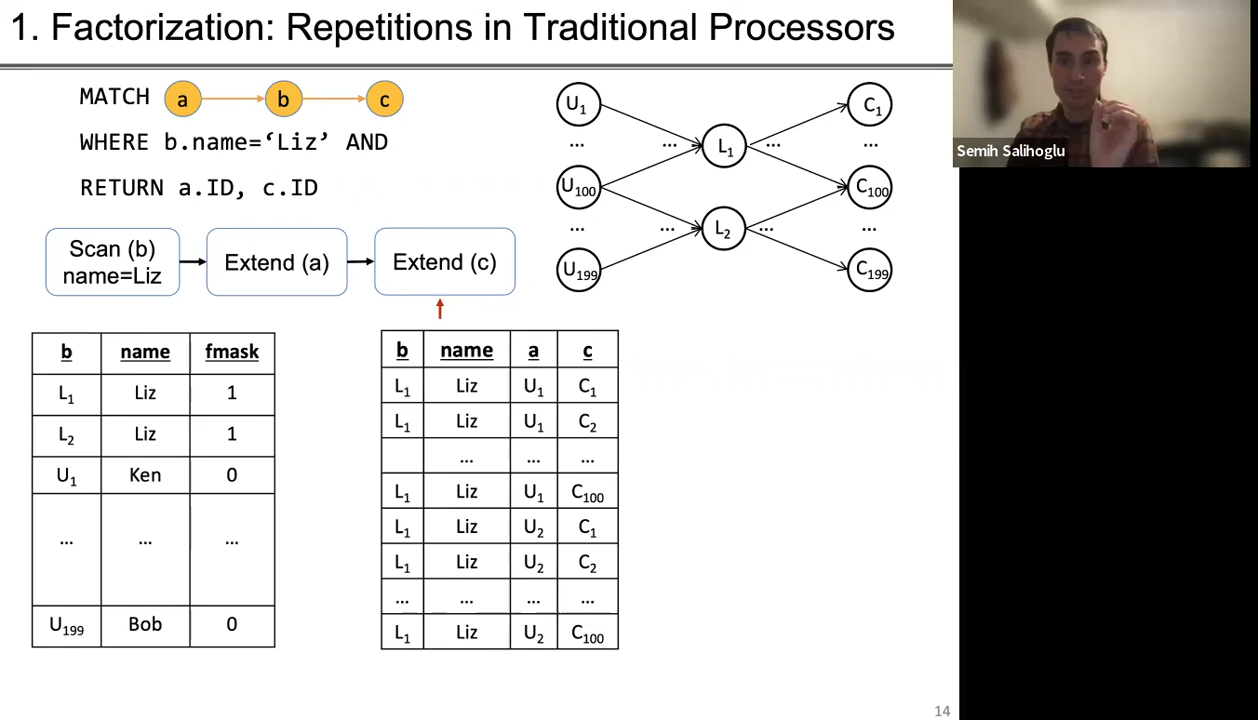 1. Factorization: Repetitions in Traditional Processors
MATCH a b c
WHERE b.name=‘Liz’ AND
RETURN a.ID, c.ID
Scan (b)
name=Liz
Extend (a)
Extend (c)
U1 C1
... ... L1 ... ...
U100 C100
... ... L2 ... ...
U199 C199
b name fmask
L1 Liz 1
L2 Liz 1
U1 Ken 0
... ... ...
U199 Bob 0
b name a c
L1 Liz U1 C1
L1 Liz U1 C2
... ... ...
L1 Liz U1 C100
L1 Liz U2 C1
L1 Liz U2 C2
... ... ... ...
L1 Liz U2 C100
Semih Salihoglu
14